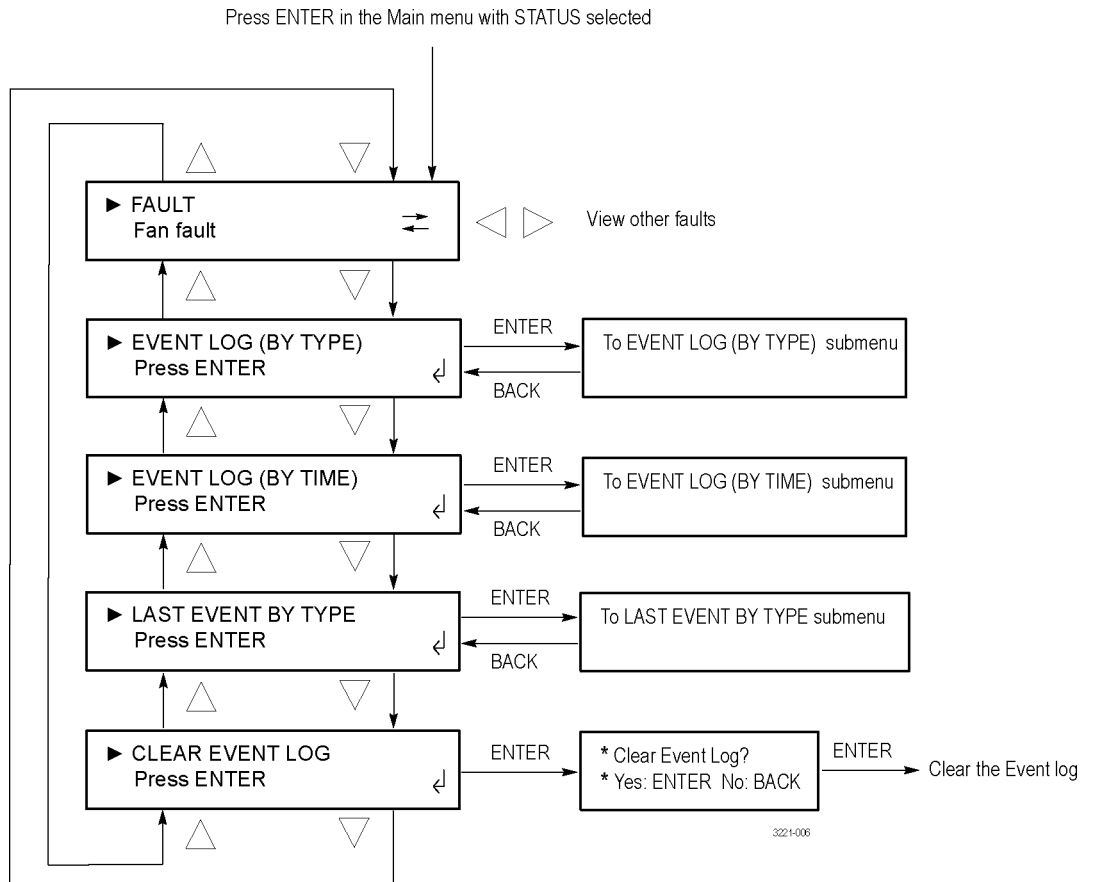 Press ENTER in the Main menu with STATUS selected
► FAULT
Fan fault
View other faults
► EVENT LOG (BY TYPE)
Press ENTER
ENTER
BACK
To EVENT LOG (BY TYPE) submenu
► EVENT LOG (BY TIME)
Press ENTER
ENTER
BACK
To EVENT LOG (BY TIME) submenu
► LAST EVENT BY TYPE
Press ENTER
ENTER
BACK
To LAST EVENT BY TYPE submenu
► CLEAR EVENT LOG
Press ENTER
ENTER
* Clear Event Log?
* Yes: ENTER No: BACK
ENTER
Clear the Event log
3221-006